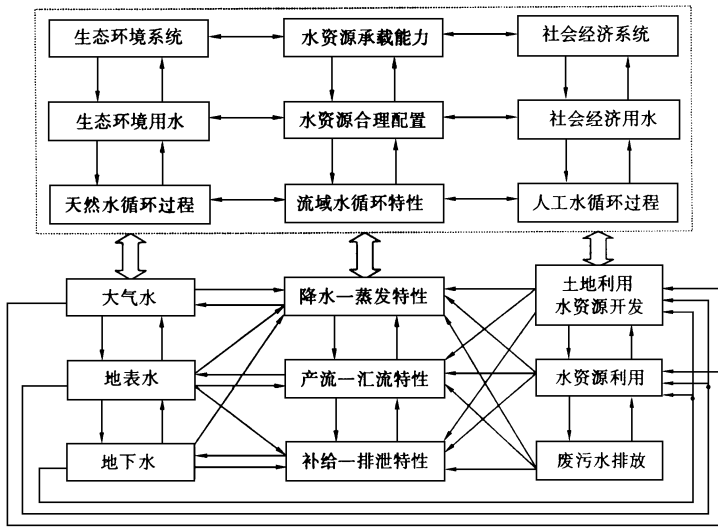 生态环境系统
水资源承载能力
社会经济系统
生态环境用水
水资源合理配置
社会经济用水
天然水循环过程
流域水循环特性
人工水循环过程
大气水
降水—蒸发特性
土地利用
水资源开发
地表水
产流—汇流特性
水资源利用
地下水
补给—排泄特性
废污水排放